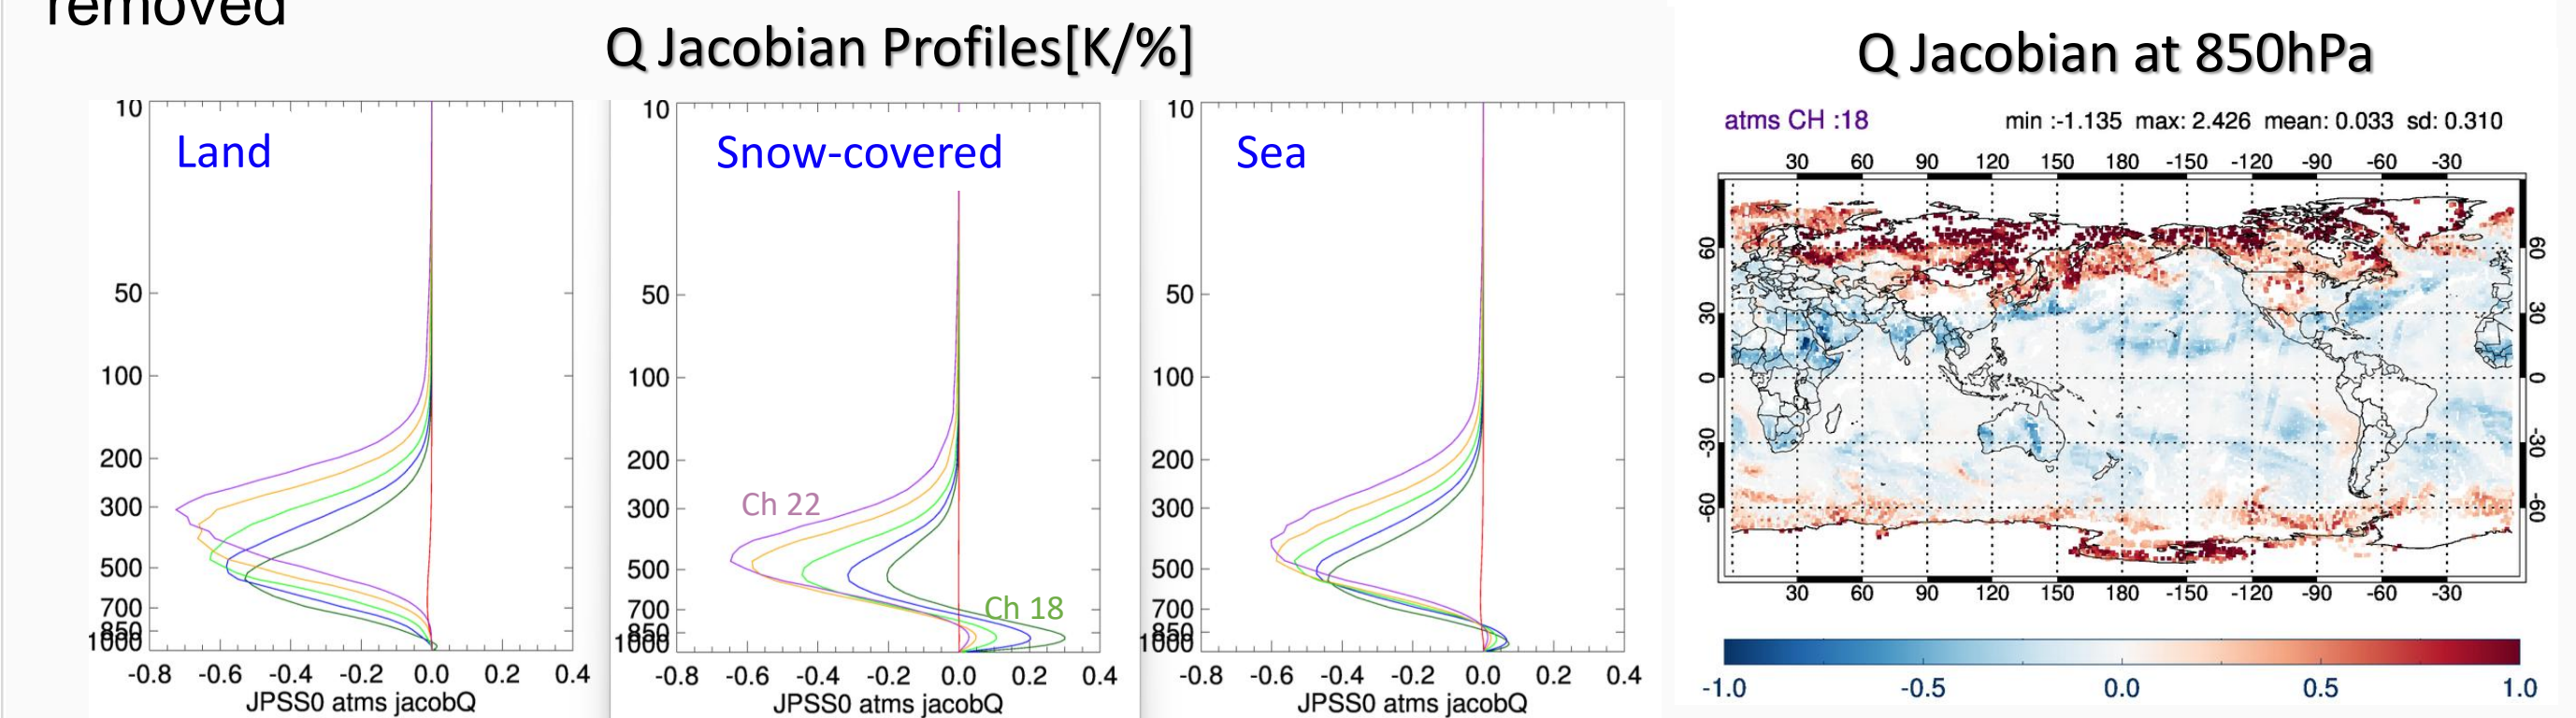 removed
Q Jacobian Profiles[K/%]
Q Jacobian at 850hPa
Land
10
50
100
200
300
500
700
850
1000
-0.8 -0.6 -0.4 -0.2 0.0 0.2 0.4
JPSS0 atms jacobQ
Snow-covered
10
50
100
200
300
500
700
850
1000
Ch 22
Ch 18
-0.8 -0.6 -0.4 -0.2 0.0 0.2 0.4
JPSS0 atms jacobQ
Sea
10
50
100
200
300
500
700
850
1000
-0.8 -0.6 -0.4 -0.2 0.0 0.2 0.4
JPSS0 atms jacobQ
atms CH :18 min :-1.135 max: 2.426 mean: 0.033 sd: 0.310
30 60 90 120 150 180 -150 -120 -90 -60 -30
60 60
30 30
0 0
-30 -30
-60 -60
30 60 90 120 150 180 -150 -120 -90 -60 -30
-1.0 -0.5 0.0 0.5 1.0